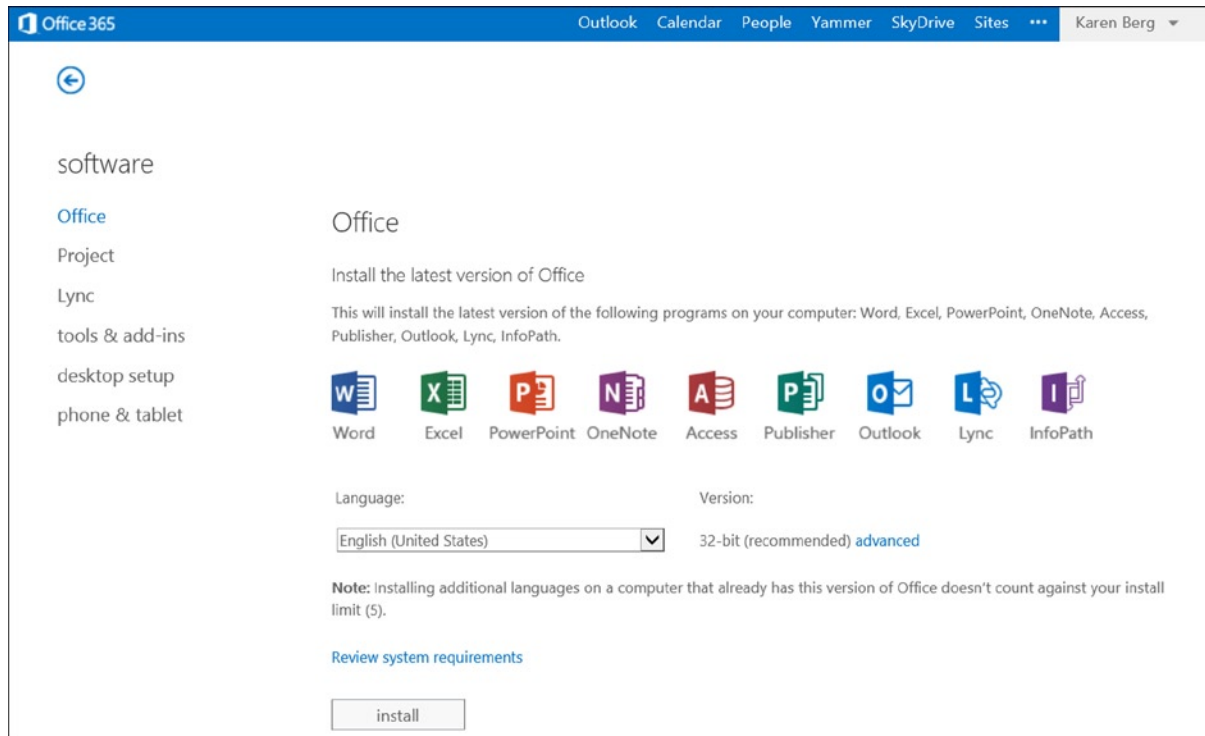 Office 365
Outlook Calendar People Yammer SkyDrive Sites ••• Karen Berg
software
Office
Project
Lync
tools & add-ins
desktop setup
phone & tablet
Office
Install the latest version of Office
This will install the latest version of the following programs on your computer: Word, Excel, PowerPoint, OneNote, Access,
Publisher, Outlook, Lync, InfoPath.
W X P N A P O L I
Word Excel PowerPoint OneNote Access Publisher Outlook Lync InfoPath
Language: Version:
English (United States) 32-bit (recommended) advanced
Note: Installing additional languages on a computer that already has this version of Office doesn't count against your install
limit (5).
Review system requirements
install